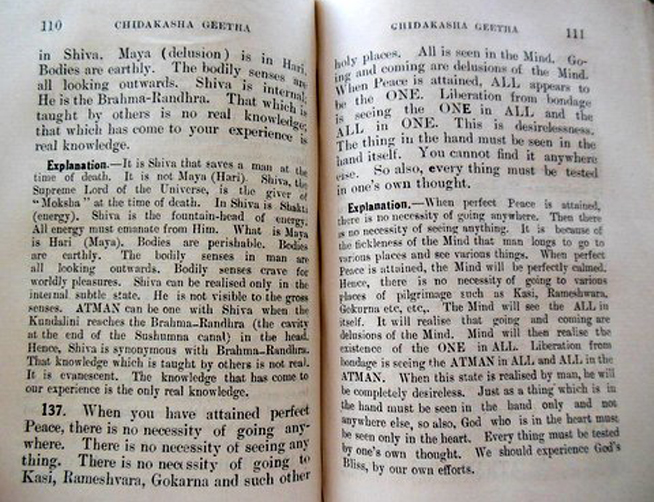 110 CHIDAKASHA GEETHA
in Shiva. Maya (delusion) is in Hari.
Bodies are earthly. The bodily senses are
all looking outwards. Shiva is internal;
He is the Brahma-Randhra. That which is
taught by others is no real knowledge;
that which has come to your experience is
real knowledge.
Explanation.—It is Shiva that saves a man at the
time of death. It is not Maya (Hari). Shiva, the
Supreme Lord of the Universe, is the giver of
"Moksha" at the time of death. In Shiva is Shakti
(energy). Shiva is the fountain-head of energy.
All energy must emanate from Him. What is Maya
is Hari (Maya). Bodies are perishable. Bodies
are earthly. The bodily senses in man are
all looking outwards. Bodily senses crave for
worldly pleasures. Shiva can be realised only in the
internal subtle state. He is not visible to the gross
senses. ATMAN can be one with Shiva when the
Kundalini reaches the Brahma-Randhra (the cavity
at the end of the Sushumna canal) in the head.
Hence, Shiva is synonymous with Brahma-Randhra.
That knowledge which is taught by others is not real.
It is evanescent. The knowledge that has come to
our experience is the only real knowledge.
137. When you have attained perfect
Peace, there is no necessity of going any-
where. There is no necessity of seeing any
thing. There is no necessity of going to
Kasi, Rameshvara, Gokarna and such other
CHIDAKASHA GEETHA 111
holy places. All is seen in the Mind. Go-
ing and coming are delusions of the Mind.
When Peace is attained, ALL appears to
be the ONE. Liberation from bondage
is seeing the ONE in ALL and the
ALL in ONE. This is desirelessness.
The thing in the hand must be seen in the
hand itself. You cannot find it anywhere
else. So also, every thing must be tested
in one's own thought.
Explanation.—When perfect Peace is attained,
there is no necessity of going anywhere. Then there
is no necessity of seeing anything. It is because of
the fickleness of the Mind that man longs to go to
various places and see various things. When perfect
Peace is attained, the Mind will be perfectly calmed.
Hence, there is no necessity of going to various
places of pilgrimage such as Kasi, Rameswara,
Gokurna etc, etc,. The Mind will see the ALL in
itself. It will realise that going and coming are
delusions of the Mind. Mind will then realise the
existence of the ONE in ALL. Liberation from
bondage is seeing the ATMAN in ALL and ALL in the
ATMAN. When this state is realised by man, he will
be completely desireless. Just as a thing which is in
the hand must be seen in the hand only and not
anywhere else, so also, God who is in the heart must
be seen only in the heart. Every thing must be tested
by one's own thought. We should experience God's
Bliss, by our own efforts.